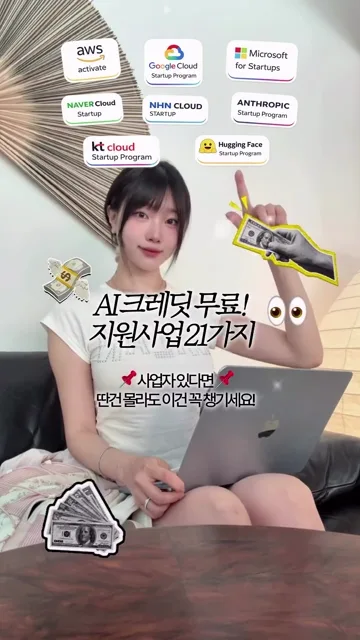 aws
activate
Google Cloud
Startup Program
Microsoft
for Startups
NAVER Cloud
Startup
NHN CLOUD
STARTUP
ANTHROPIC
Startup Program
kt cloud
Startup Program
Hugging Face
Startup Program
AI크레딧 무료!
지원사업 21가지
사업자 있다면
딴건 몰라도 이건 꼭 챙기세요!